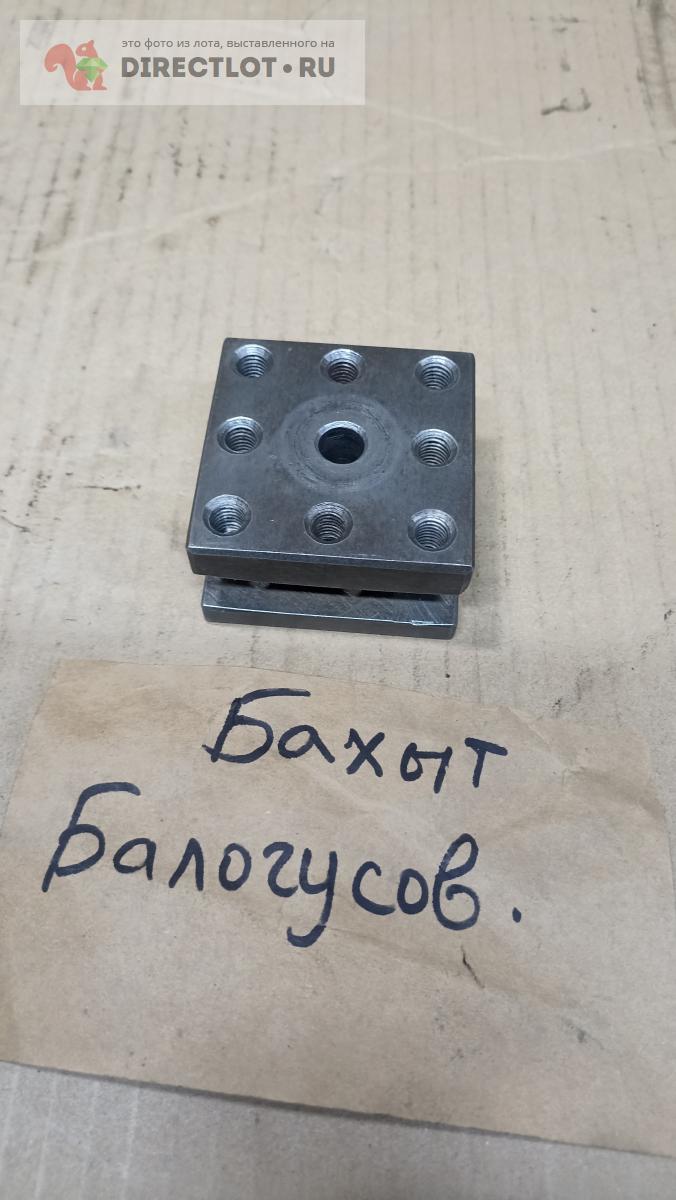 это фото из лота, выставленного на
DIRECTLOT•RU
Бахыт
Балогусов.